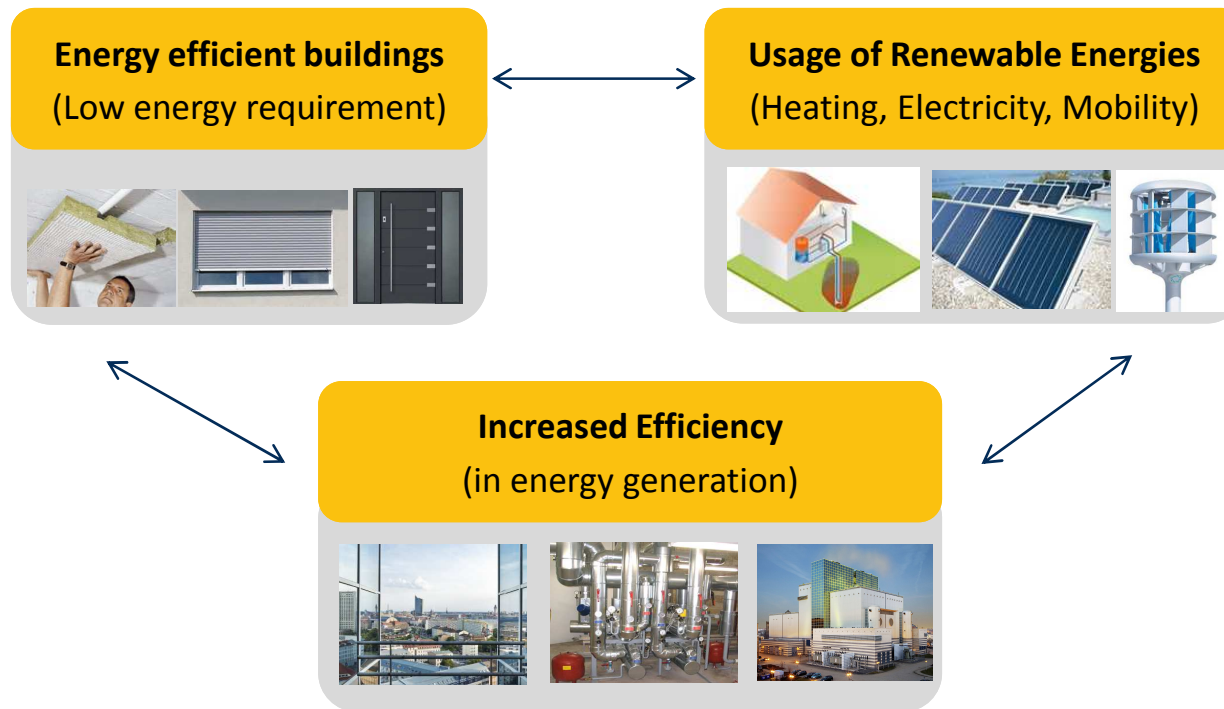 Energy efficient buildings
(Low energy requirement)
Usage of Renewable Energies
(Heating, Electricity, Mobility)
Increased Efficiency
(in energy generation)